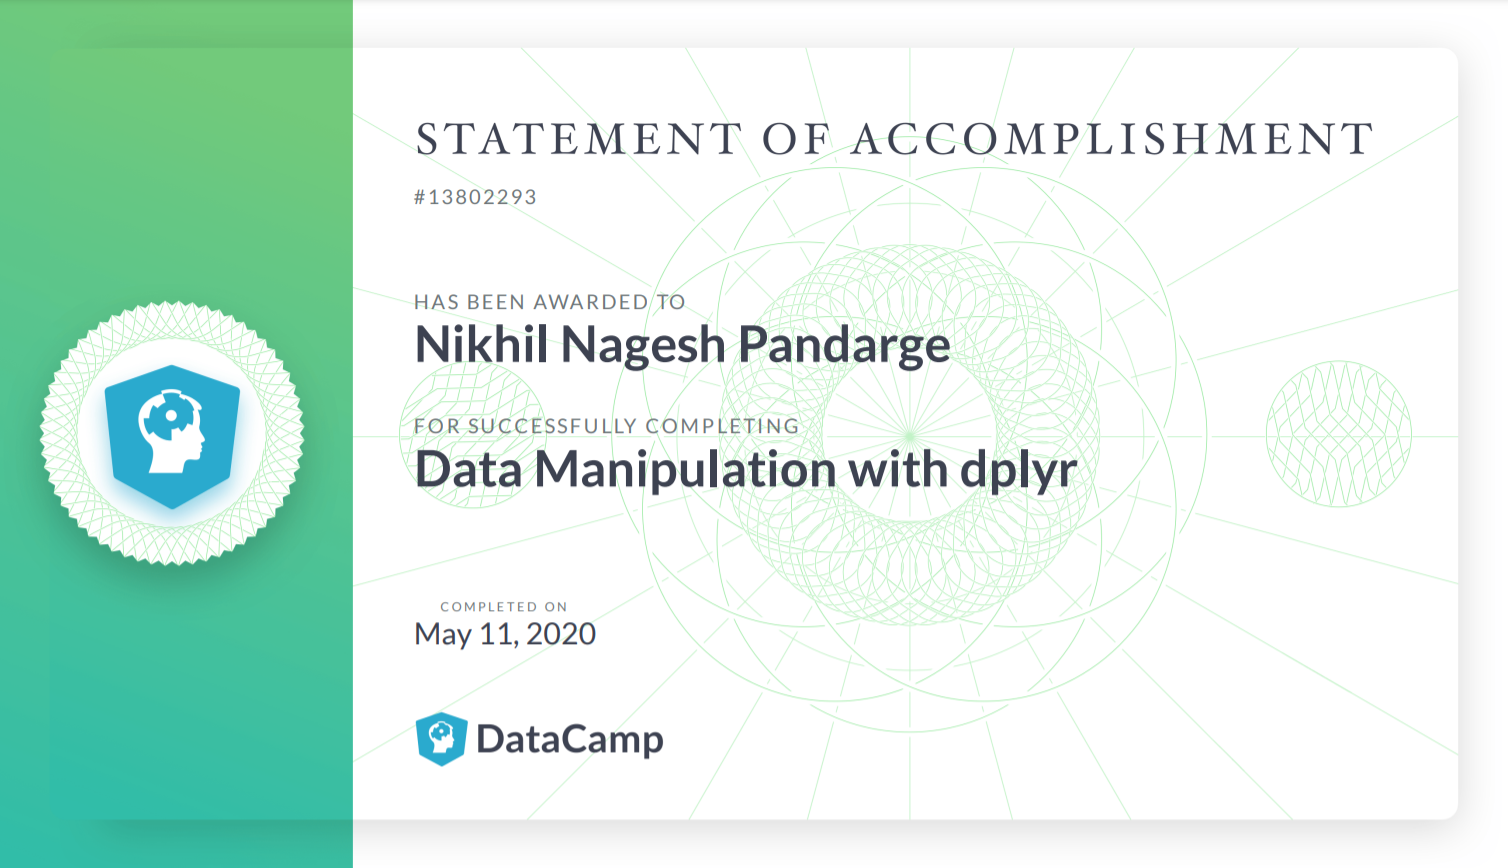 STATEMENT OF ACCOMPLISHMENT
#13802293
HAS BEEN AWARDED TO
Nikhil Nagesh Pandarge
FOR SUCCESSFULLY COMPLETING
Data Manipulation with dplyr
COMPLETED ON
May 11, 2020
DataCamp